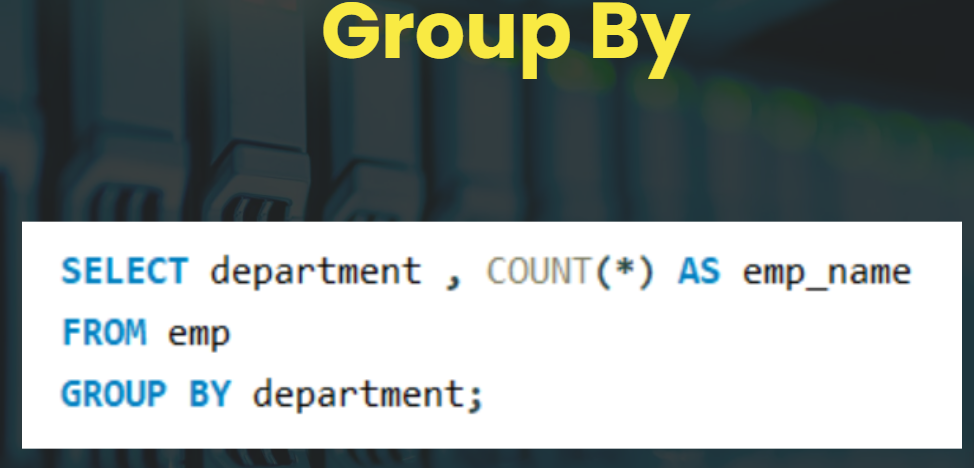 Group By
SELECT department , COUNT(*) AS emp_name
FROM emp
GROUP BY department;